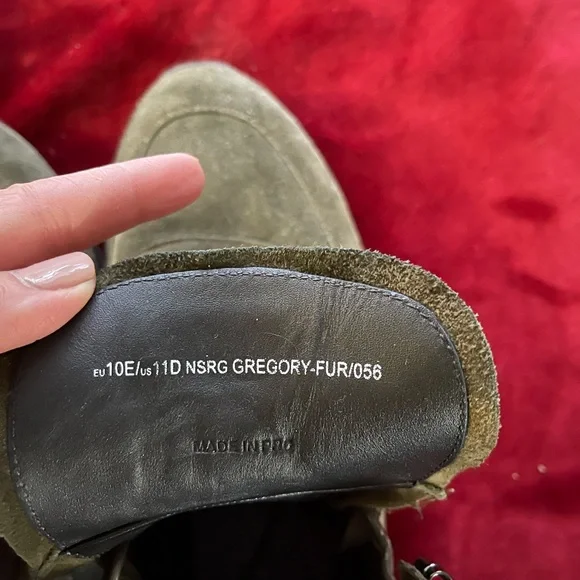 EU10E/US11D NSRG GREGORY-FUR/056
MADE IN PRC